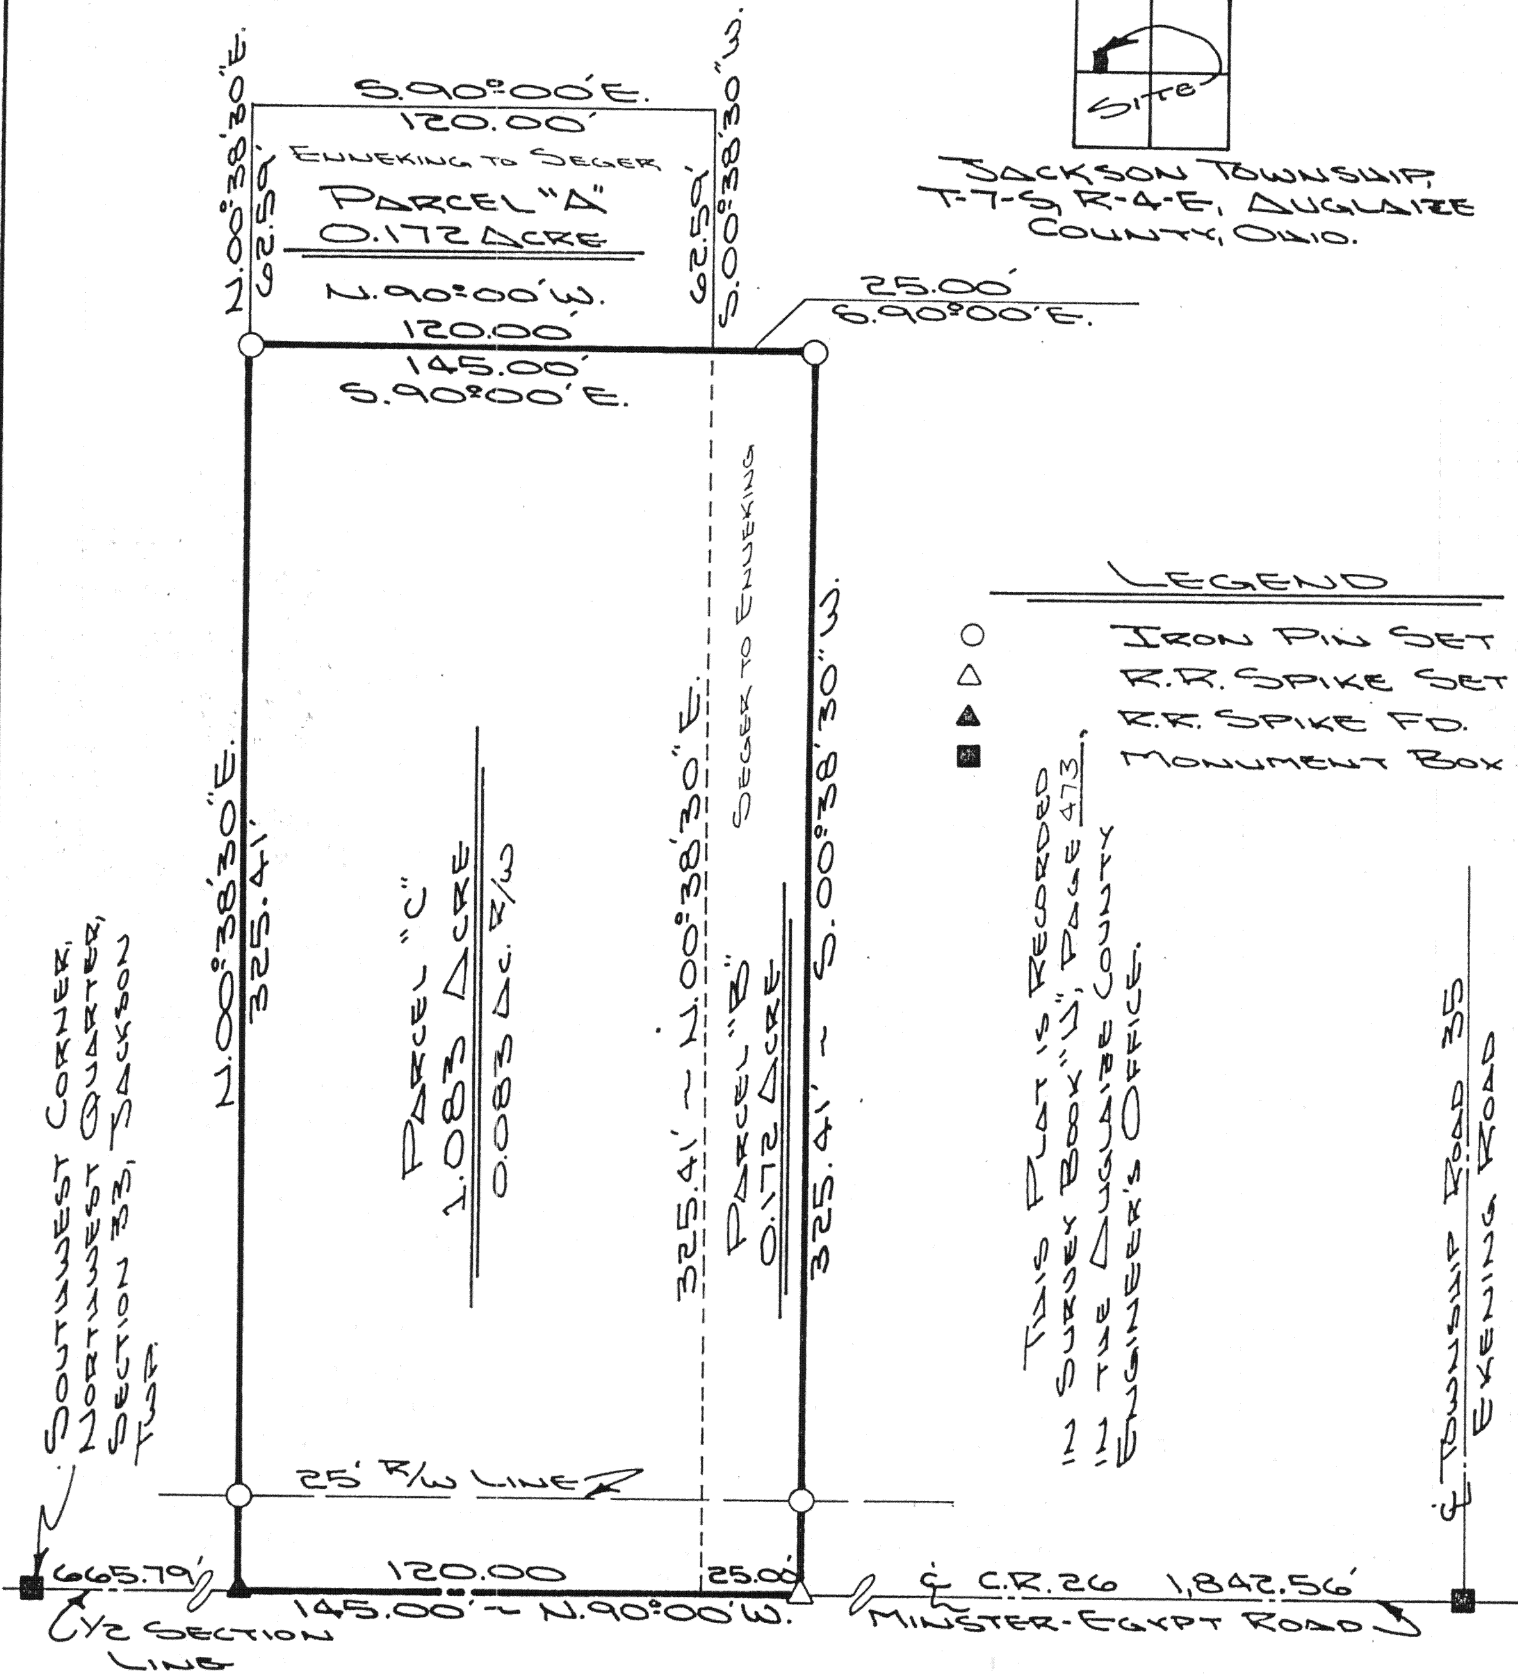 N.00°38'30"E.
62.59'
S.90°00'E.
120.00'
ENNEKING TO SEGER
PARCEL "A"
0.172 ACRE
N.90°00'W.
120.00'
62.59'
S.00°38'30"W.
SITE
JACKSON TOWNSHIP,
T-7-S, R-4-E, AUGLAIZE
COUNTY, OHIO.
25.00'
S.90°00'E.
145.00'
S.90°00'E.
N.00°38'30"E.
325.41'
PARCEL "C"
1.083 ACRE
0.083 AC. R/W
325.41' ~ N.00°38'30"E.
SEGER TO ENNEKING
PARCEL "B"
0.172 ACRE
325.41' ~ S.00°38'30"W.
LEGEND
IRON PIN SET
R.R. SPIKE SET
R.R. SPIKE FD.
MONUMENT BOX
THIS PLAT IS RECORDED
IN SURVEY BOOK "N", PAGE 473.
IN THE AUGLAIZE COUNTY
ENGINEER'S OFFICE.
℄ TOWNSHIP ROAD 35
EKENING ROAD
SOUTHWEST CORNER,
NORTHWEST QUARTER,
SECTION 33, JACKSON
TWP.
25' R/W LINE
665.79'
120.00
25.00'
℄ C.R.26 1,842.56'
145.00' ~ N.90°00'W.
MINSTER-EGYPT ROAD
1/2 SECTION
LINE